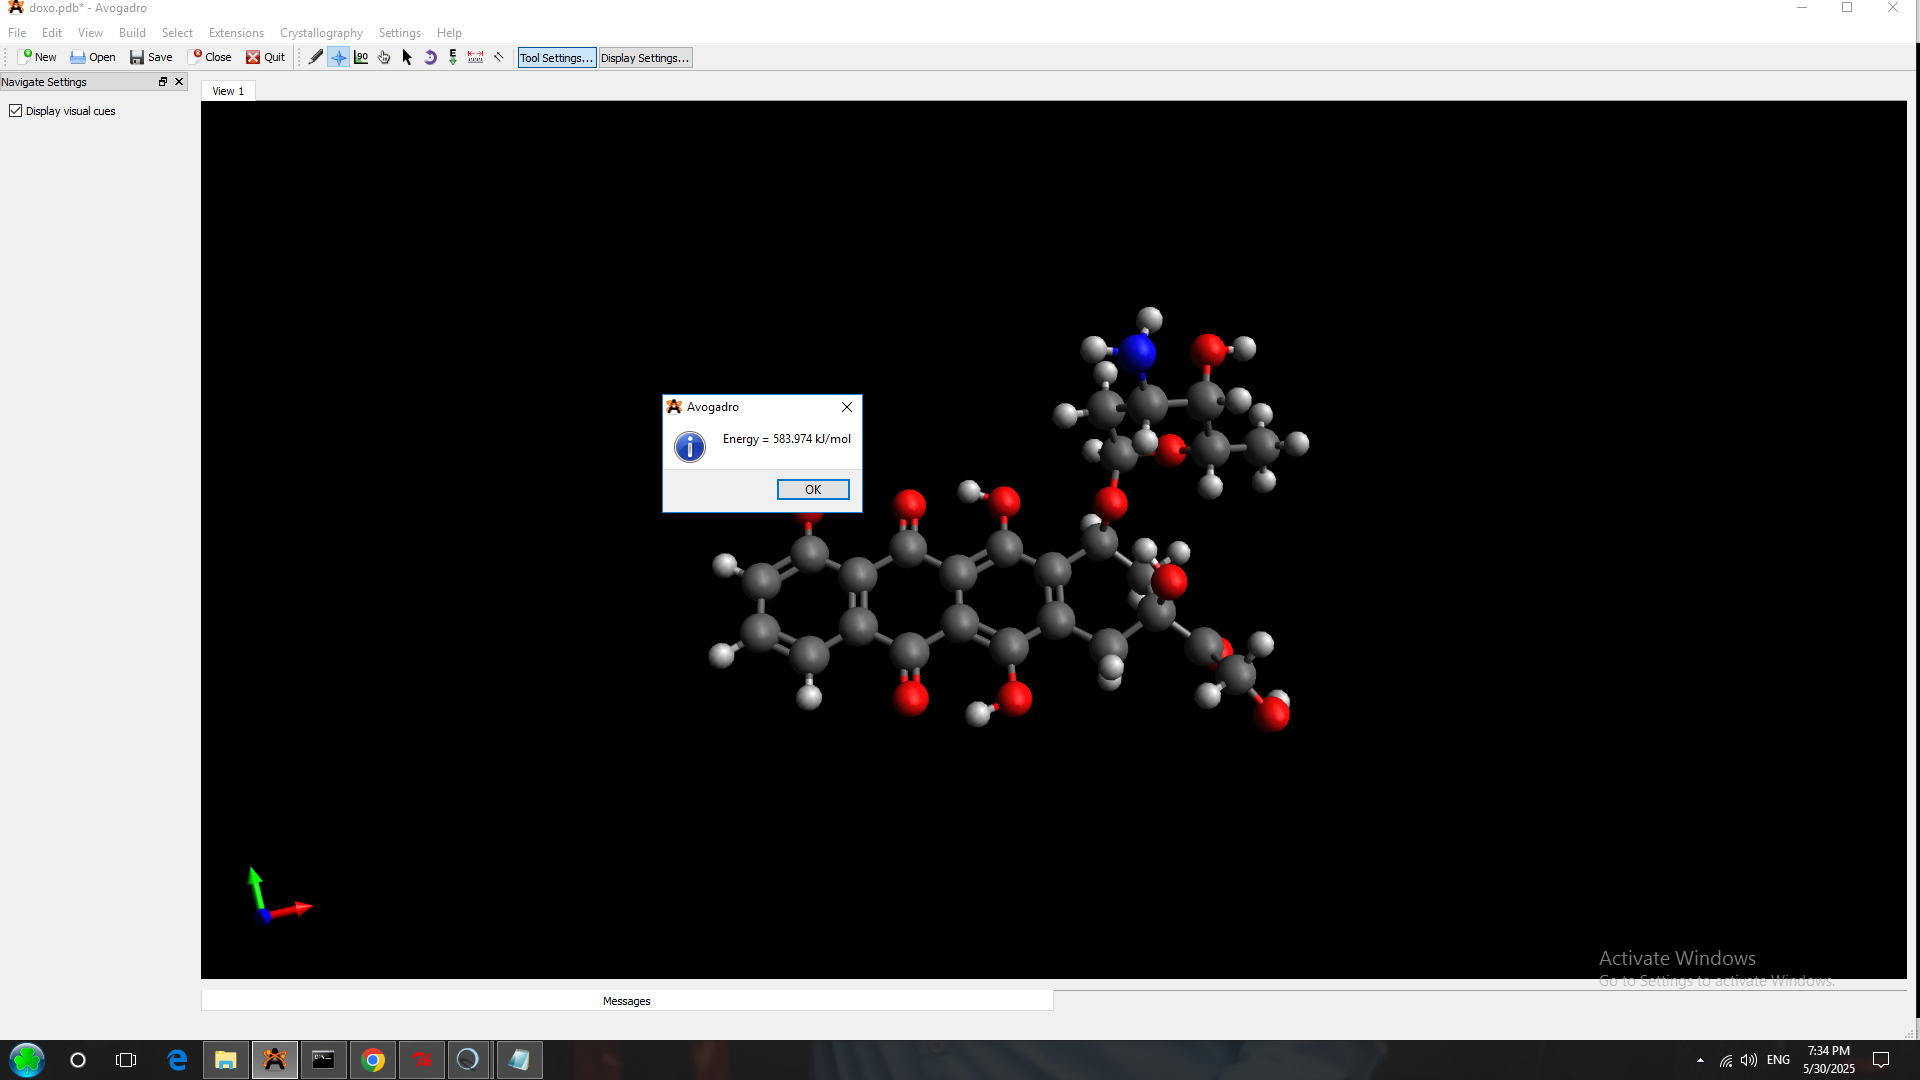 doxo.pdb* - Avogadro
File Edit View Build Select Extensions Crystallography Settings Help
New Open Save Close Quit 90 E Tool Settings... Display Settings...
Navigate Settings
View 1
Display visual cues
Avogadro
Energy = 583.974 kJ/mol
OK
Activate Windows
Go to Settings to activate Windows.
Messages
ENG
7:34 PM
5/30/2025